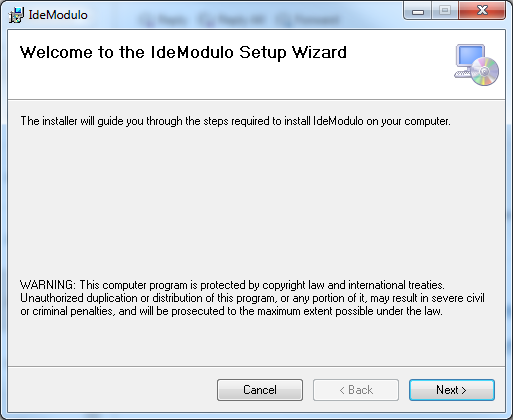 IdeModulo
Reply Reply All Forward
Welcome to the IdeModulo Setup Wizard
The installer will guide you through the steps required to install IdeModulo on your computer.
WARNING: This computer program is protected by copyright law and international treaties.
Unauthorized duplication or distribution of this program, or any portion of it, may result in severe civil
or criminal penalties, and will be prosecuted to the maximum extent possible under the law.
Cancel
< Back
Next >